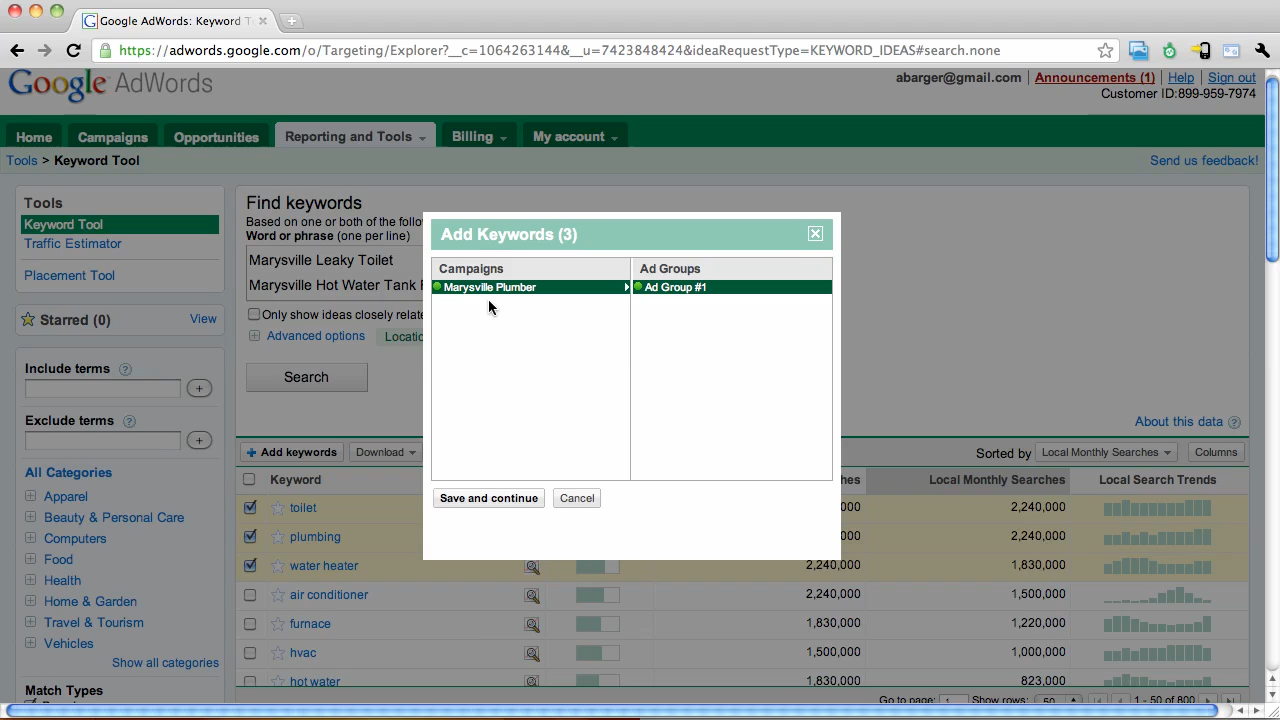 Google AdWords: Keyword T
https://adwords.google.com/o/Targeting/Explorer?__c=1064263144&__u=7423848424&ideaRequestType=KEYWORD_IDEAS#search.none
Google AdWords
abarger@gmail.com | Announcements (1) | Help | Sign out
Customer ID:899-959-7974
Home Campaigns Opportunities Reporting and Tools Billing My account
Tools > Keyword Tool
Send us feedback!
Tools
Keyword Tool
Traffic Estimator
Placement Tool
Starred (0) View
Include terms ?
+
Exclude terms ?
+
All Categories
Apparel
Beauty & Personal Care
Computers
Food
Health
Home & Garden
Travel & Tourism
Vehicles
Show all categories
Match Types
Find keywords
Based on one or both of the follo
Word or phrase (one per line)
Marysville Leaky Toilet
Marysville Hot Water Tank
Only show ideas closely relate
Advanced options Locatio
Search
About this data ?
Add Keywords (3)
Campaigns Ad Groups
Marysville Plumber Ad Group #1
Save and continue Cancel
+ Add keywords Download
Sorted by Local Monthly Searches Columns
Keyword hes Local Monthly Searches Local Search Trends
toilet 000 2,240,000
plumbing 000 2,240,000
water heater 2,240,000 1,830,000
air conditioner 2,240,000 1,500,000
furnace 1,830,000 1,220,000
hvac 1,500,000 1,000,000
hot water 1,830,000 823,000
Go to page: 1 Show rows: 50 1 - 50 of 800